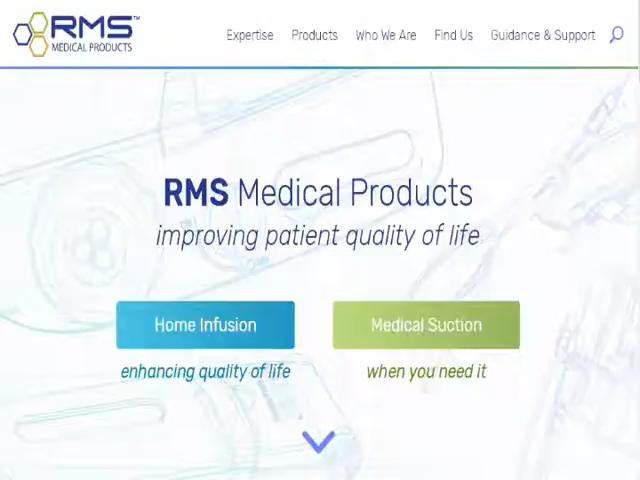 RMS™
MEDICAL PRODUCTS
Expertise Products Who We Are Find Us Guidance & Support
RMS Medical Products
improving patient quality of life
Home Infusion Medical Suction
enhancing quality of life when you need it